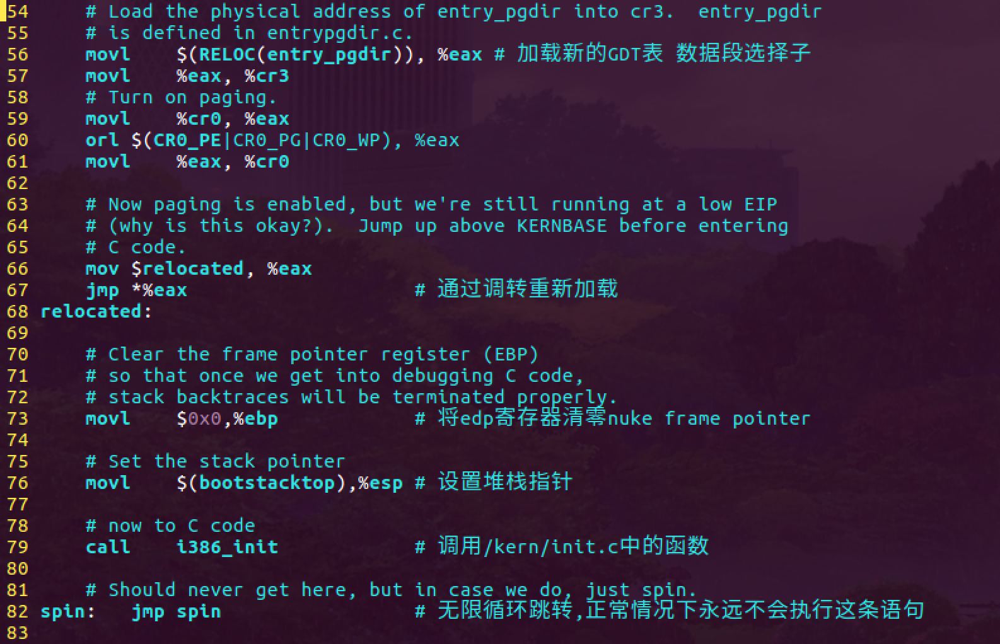 54     # Load the physical address of entry_pgdir into cr3.  entry_pgdir
55     # is defined in entrypgdir.c.
56     movl    $(RELOC(entry_pgdir)), %eax # 加载新的GDT表 数据段选择子
57     movl    %eax, %cr3
58     # Turn on paging.
59     movl    %cr0, %eax
60     orl $(CR0_PE|CR0_PG|CR0_WP), %eax
61     movl    %eax, %cr0
62
63     # Now paging is enabled, but we're still running at a low EIP
64     # (why is this okay?).  Jump up above KERNBASE before entering
65     # C code.
66     mov $relocated, %eax
67     jmp *%eax                    # 通过调转重新加载
68 relocated:
69
70     # Clear the frame pointer register (EBP)
71     # so that once we get into debugging C code,
72     # stack backtraces will be terminated properly.
73     movl    $0x0,%ebp            # 将edp寄存器清零nuke frame pointer
74
75     # Set the stack pointer
76     movl    $(bootstacktop),%esp # 设置堆栈指针
77
78     # now to C code
79     call    i386_init            # 调用/kern/init.c中的函数
80
81     # Should never get here, but in case we do, just spin.
82 spin:   jmp spin                 # 无限循环跳转,正常情况下永远不会执行这条语句
83